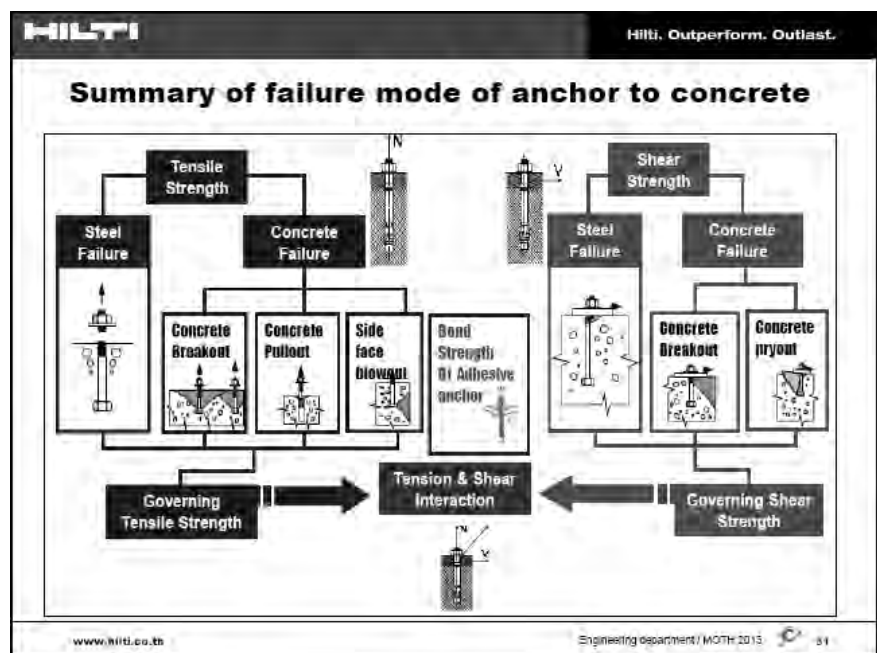 HILTI
Hilti. Outperform. Outlast.
Summary of failure mode of anchor to concrete
Tensile
Strength
N
V
Shear
Strength
Steel
Failure
Concrete
Failure
Steel
Failure
Concrete
Failure
Concrete
Breakout
Concrete
Pullout
Side
face
blowout
Bond
Strength
Of Adhesive
anchor
Concrete
Breakout
Concrete
pryout
Governing
Tensile Strength
Tension & Shear
Interaction
Governing Shear
Strength
N
V
www.hilti.co.th
Engineering department / MOTH 2013
51